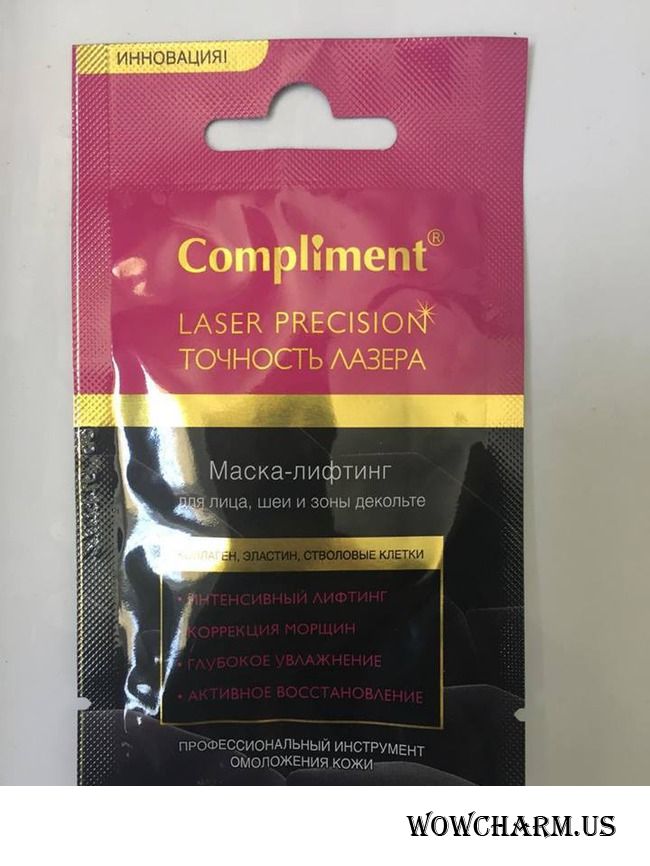 ИННОВАЦИЯ!
Compliment®
LASER PRECISION
ТОЧНОСТЬ ЛАЗЕРА
Маска-лифтинг
для лица, шеи и зоны декольте
КОЛЛАГЕН, ЭЛАСТИН, СТВОЛОВЫЕ КЛЕТКИ
• ИНТЕНСИВНЫЙ ЛИФТИНГ
• КОРРЕКЦИЯ МОРЩИН
• ГЛУБОКОЕ УВЛАЖНЕНИЕ
• АКТИВНОЕ ВОССТАНОВЛЕНИЕ
ПРОФЕССИОНАЛЬНЫЙ ИНСТРУМЕНТ
ОМОЛОЖЕНИЯ КОЖИ
WOWCHARM.US